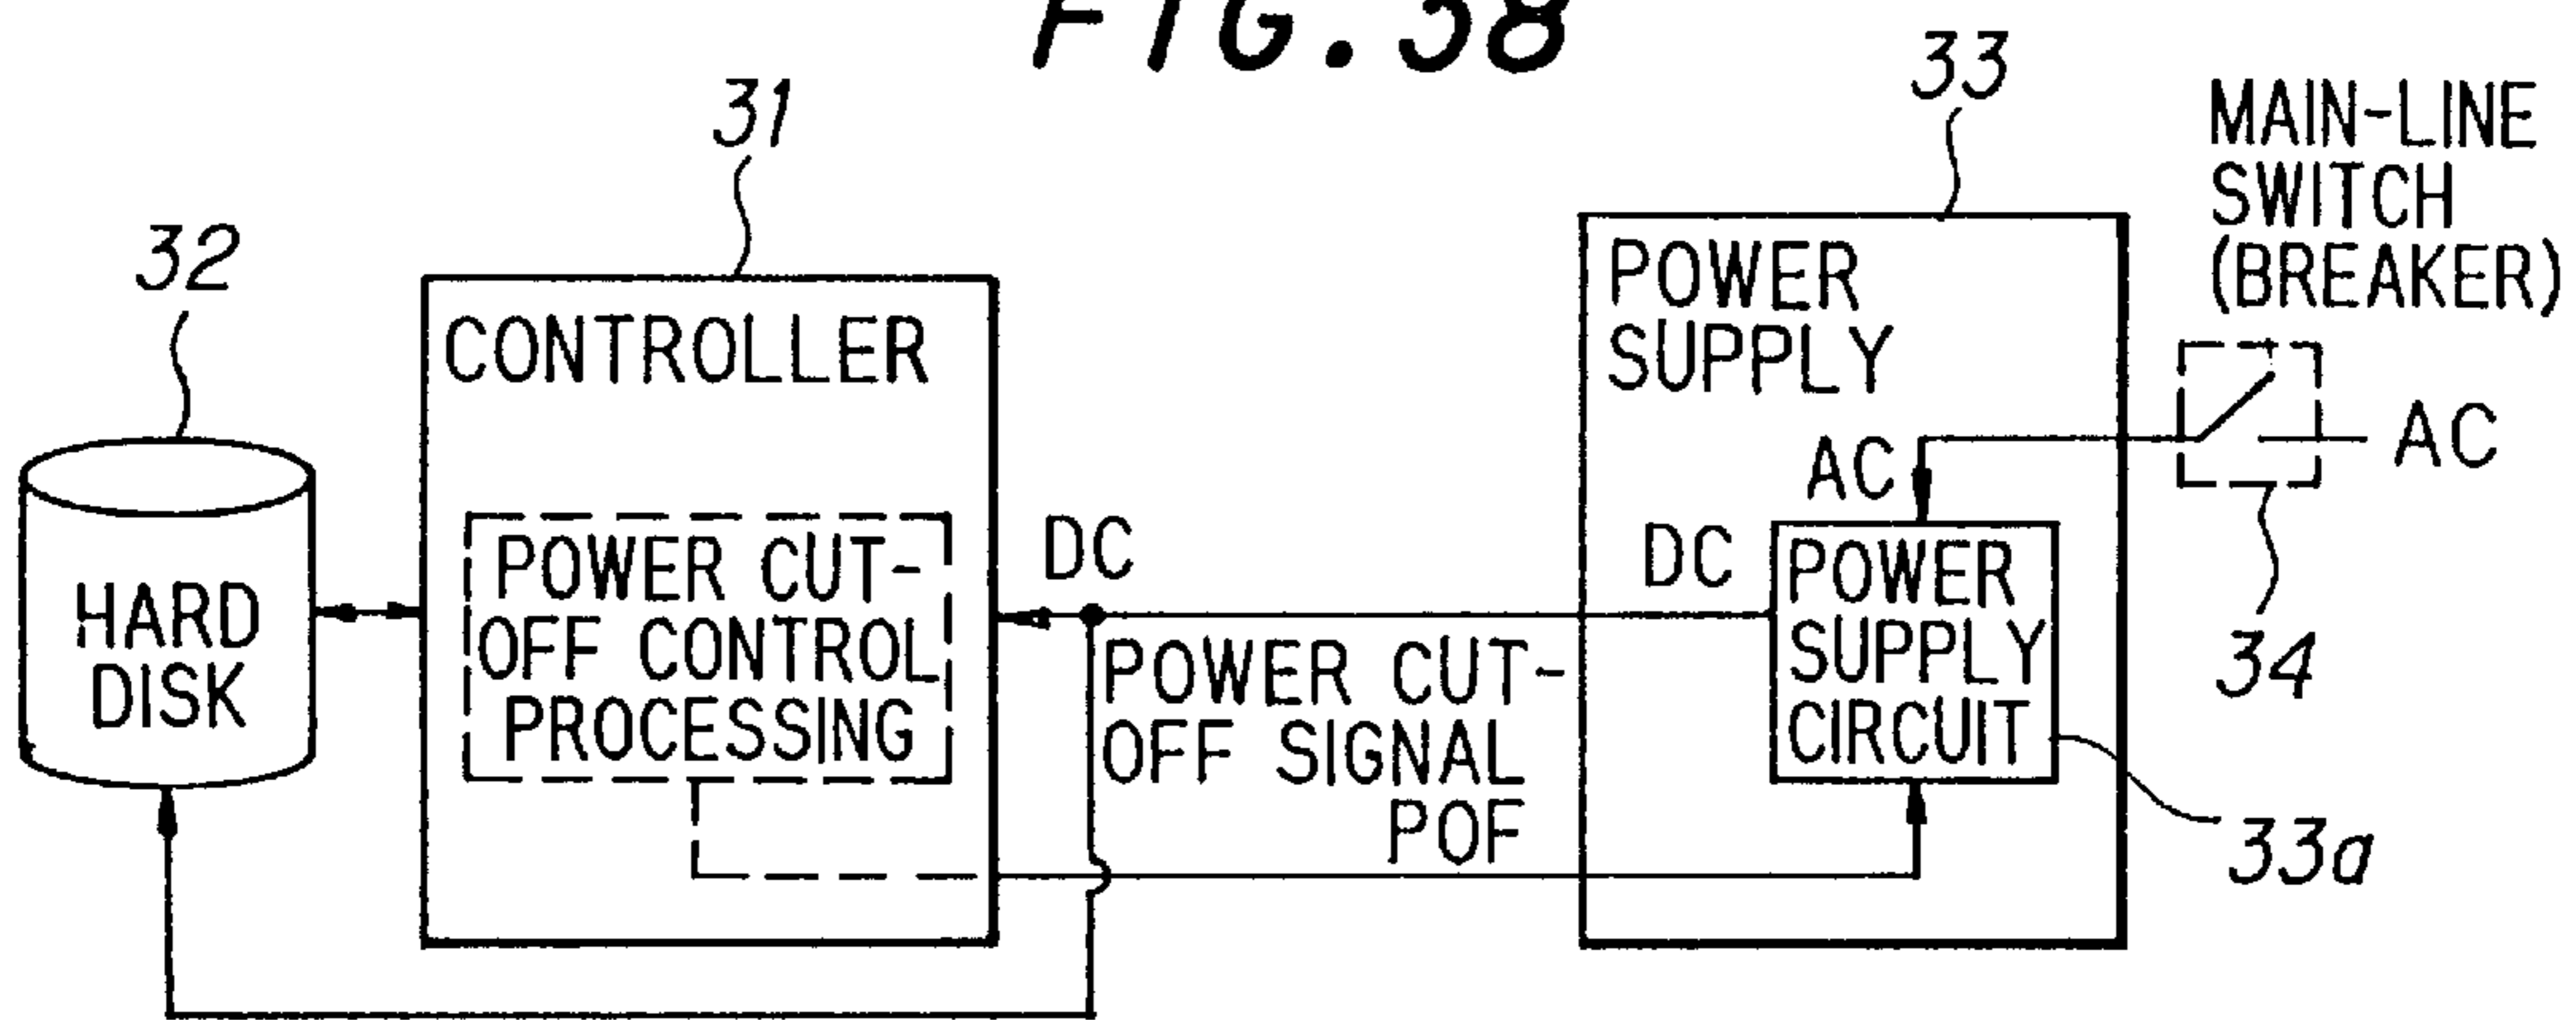 FIG. 38
31
33
MAIN-LINE
SWITCH
(BREAKER)
32
CONTROLLER
POWER
SUPPLY
AC
AC
HARD
DISK
POWER CUT-
OFF CONTROL
PROCESSING
DC
POWER CUT-
OFF SIGNAL
POF
DC
POWER
SUPPLY
CIRCUIT
34
33a